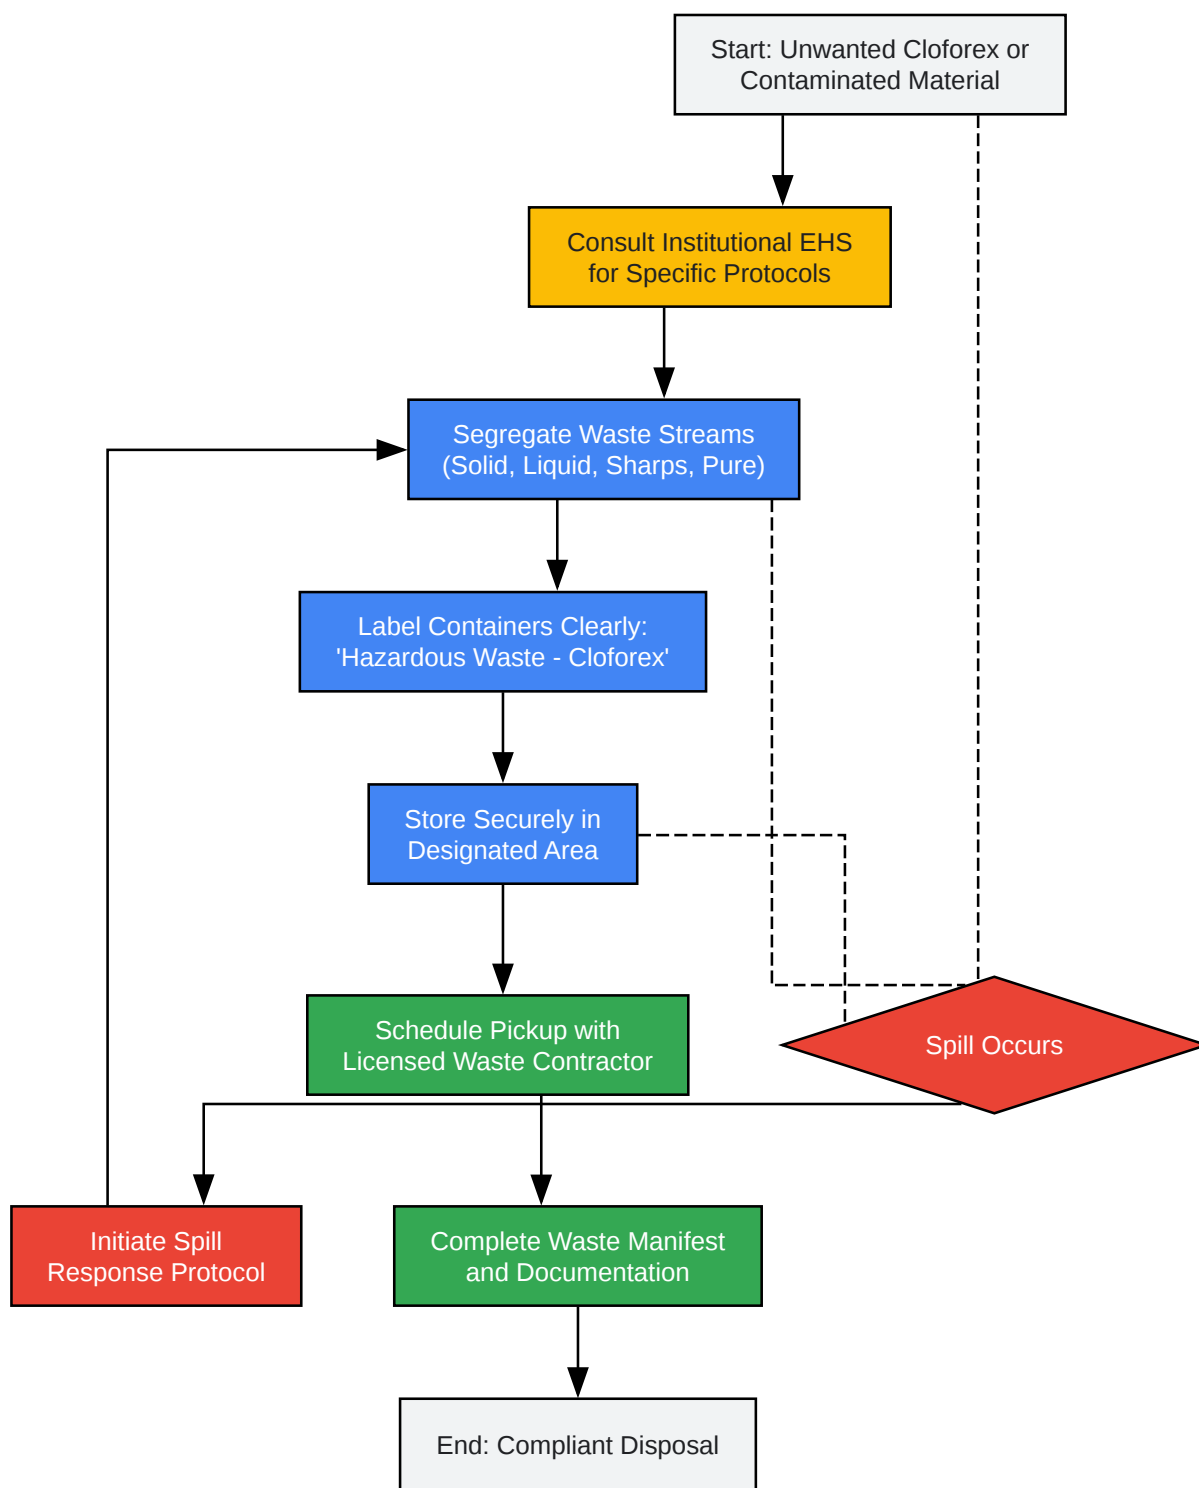 Start: Unwanted Cloforex or
Contaminated Material
Consult Institutional EHS
for Specific Protocols
Segregate Waste Streams
(Solid, Liquid, Sharps, Pure)
Label Containers Clearly:
'Hazardous Waste - Cloforex'
Store Securely in
Designated Area
Schedule Pickup with
Licensed Waste Contractor
Spill Occurs
Initiate Spill
Response Protocol
Complete Waste Manifest
and Documentation
End: Compliant Disposal